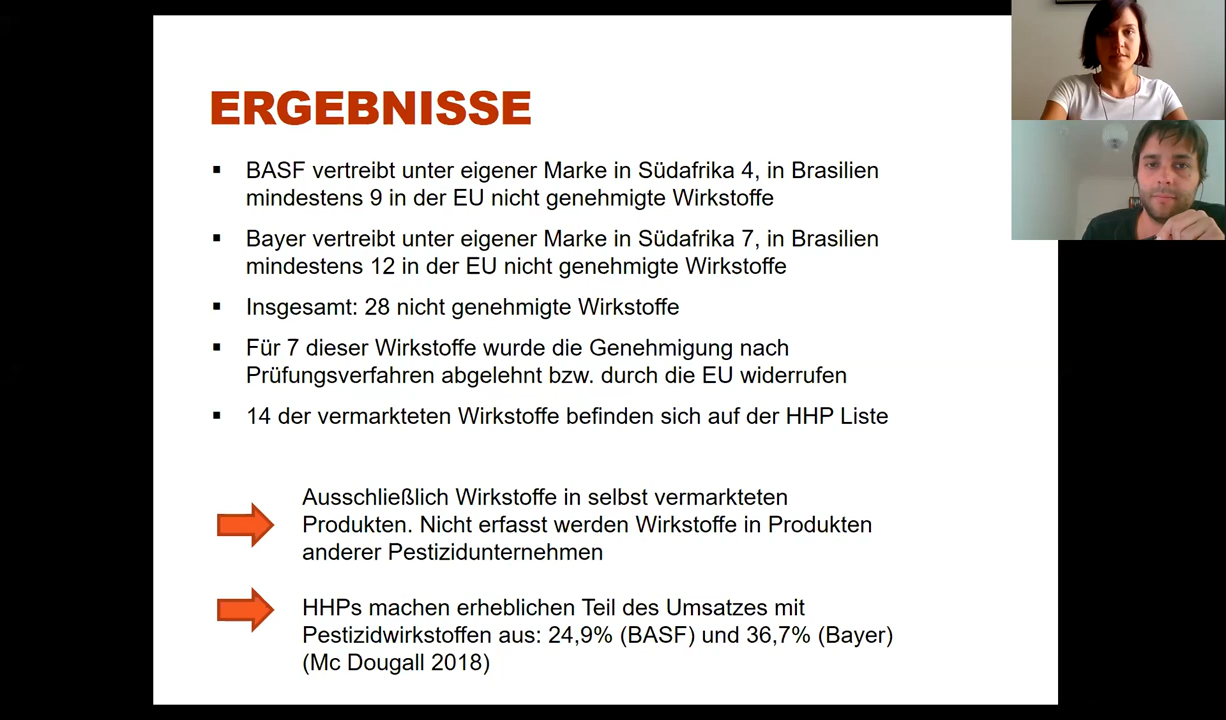 ERGEBNISSE
▪ BASF vertreibt unter eigener Marke in Südafrika 4, in Brasilien
mindestens 9 in der EU nicht genehmigte Wirkstoffe
▪ Bayer vertreibt unter eigener Marke in Südafrika 7, in Brasilien
mindestens 12 in der EU nicht genehmigte Wirkstoffe
▪ Insgesamt: 28 nicht genehmigte Wirkstoffe
▪ Für 7 dieser Wirkstoffe wurde die Genehmigung nach
Prüfungsverfahren abgelehnt bzw. durch die EU widerrufen
▪ 14 der vermarkteten Wirkstoffe befinden sich auf der HHP Liste
Ausschließlich Wirkstoffe in selbst vermarkteten
Produkten. Nicht erfasst werden Wirkstoffe in Produkten
anderer Pestizidunternehmen
HHPs machen erheblichen Teil des Umsatzes mit
Pestizidwirkstoffen aus: 24,9% (BASF) und 36,7% (Bayer)
(Mc Dougall 2018)